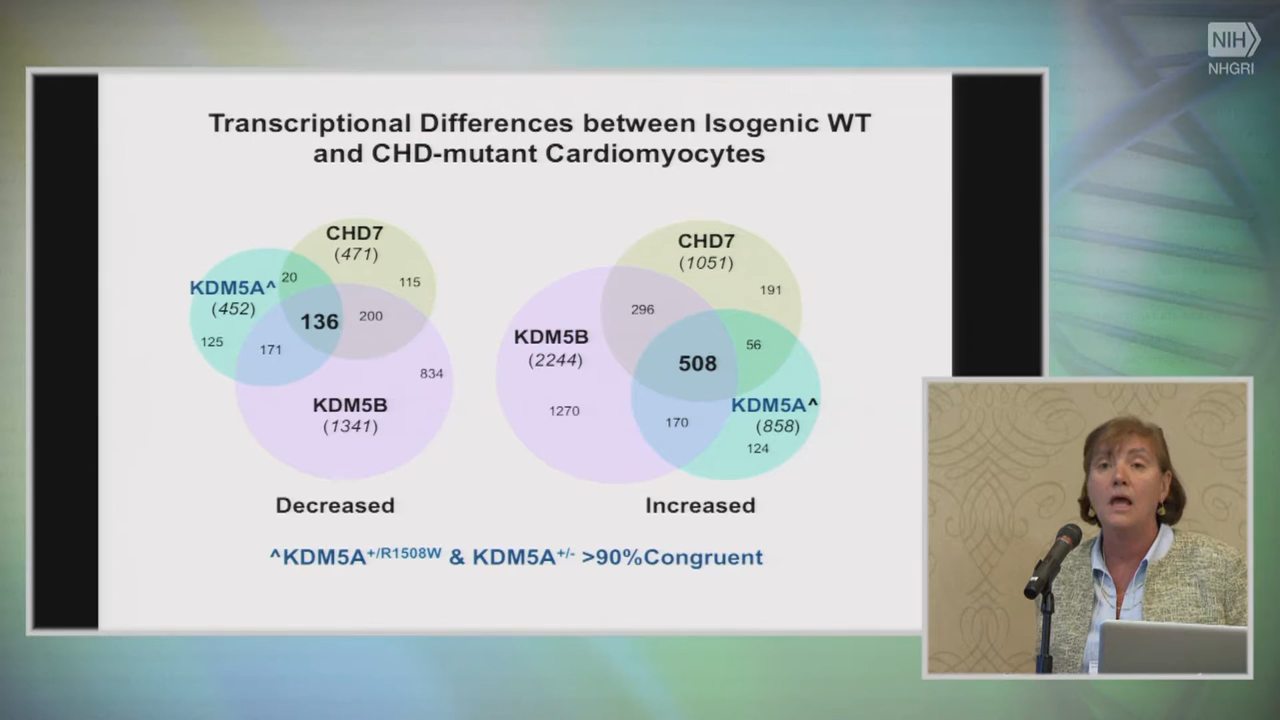 NIH
NHGRI
Transcriptional Differences between Isogenic WT
and CHD-mutant Cardiomyocytes
CHD7
(471)
20
115
KDM5A^
(452)
136
200
125
171
834
KDM5B
(1341)
Decreased
CHD7
(1051)
191
296
KDM5B
(2244)
56
508
KDM5A^
(858)
1270
170
124
Increased
^KDM5A+/R1508W & KDM5A+/- >90%Congruent